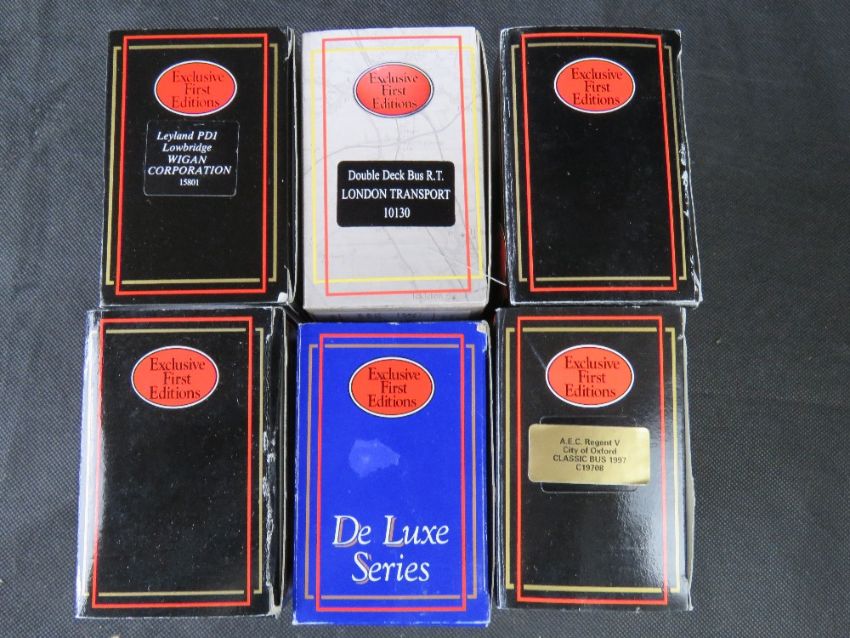 Exclusive
First
Editions
Leyland PD1
Lowbridge
WIGAN
CORPORATION
15801
Exclusive
First
Editions
Double Deck Bus R.T.
LONDON TRANSPORT
10130
Exclusive
First
Editions
Exclusive
First
Editions
Exclusive
First
Editions
De Luxe
Series
Exclusive
First
Editions
A.E.C. Regent V
City of Oxford
CLASSIC BUS 1997
C19708